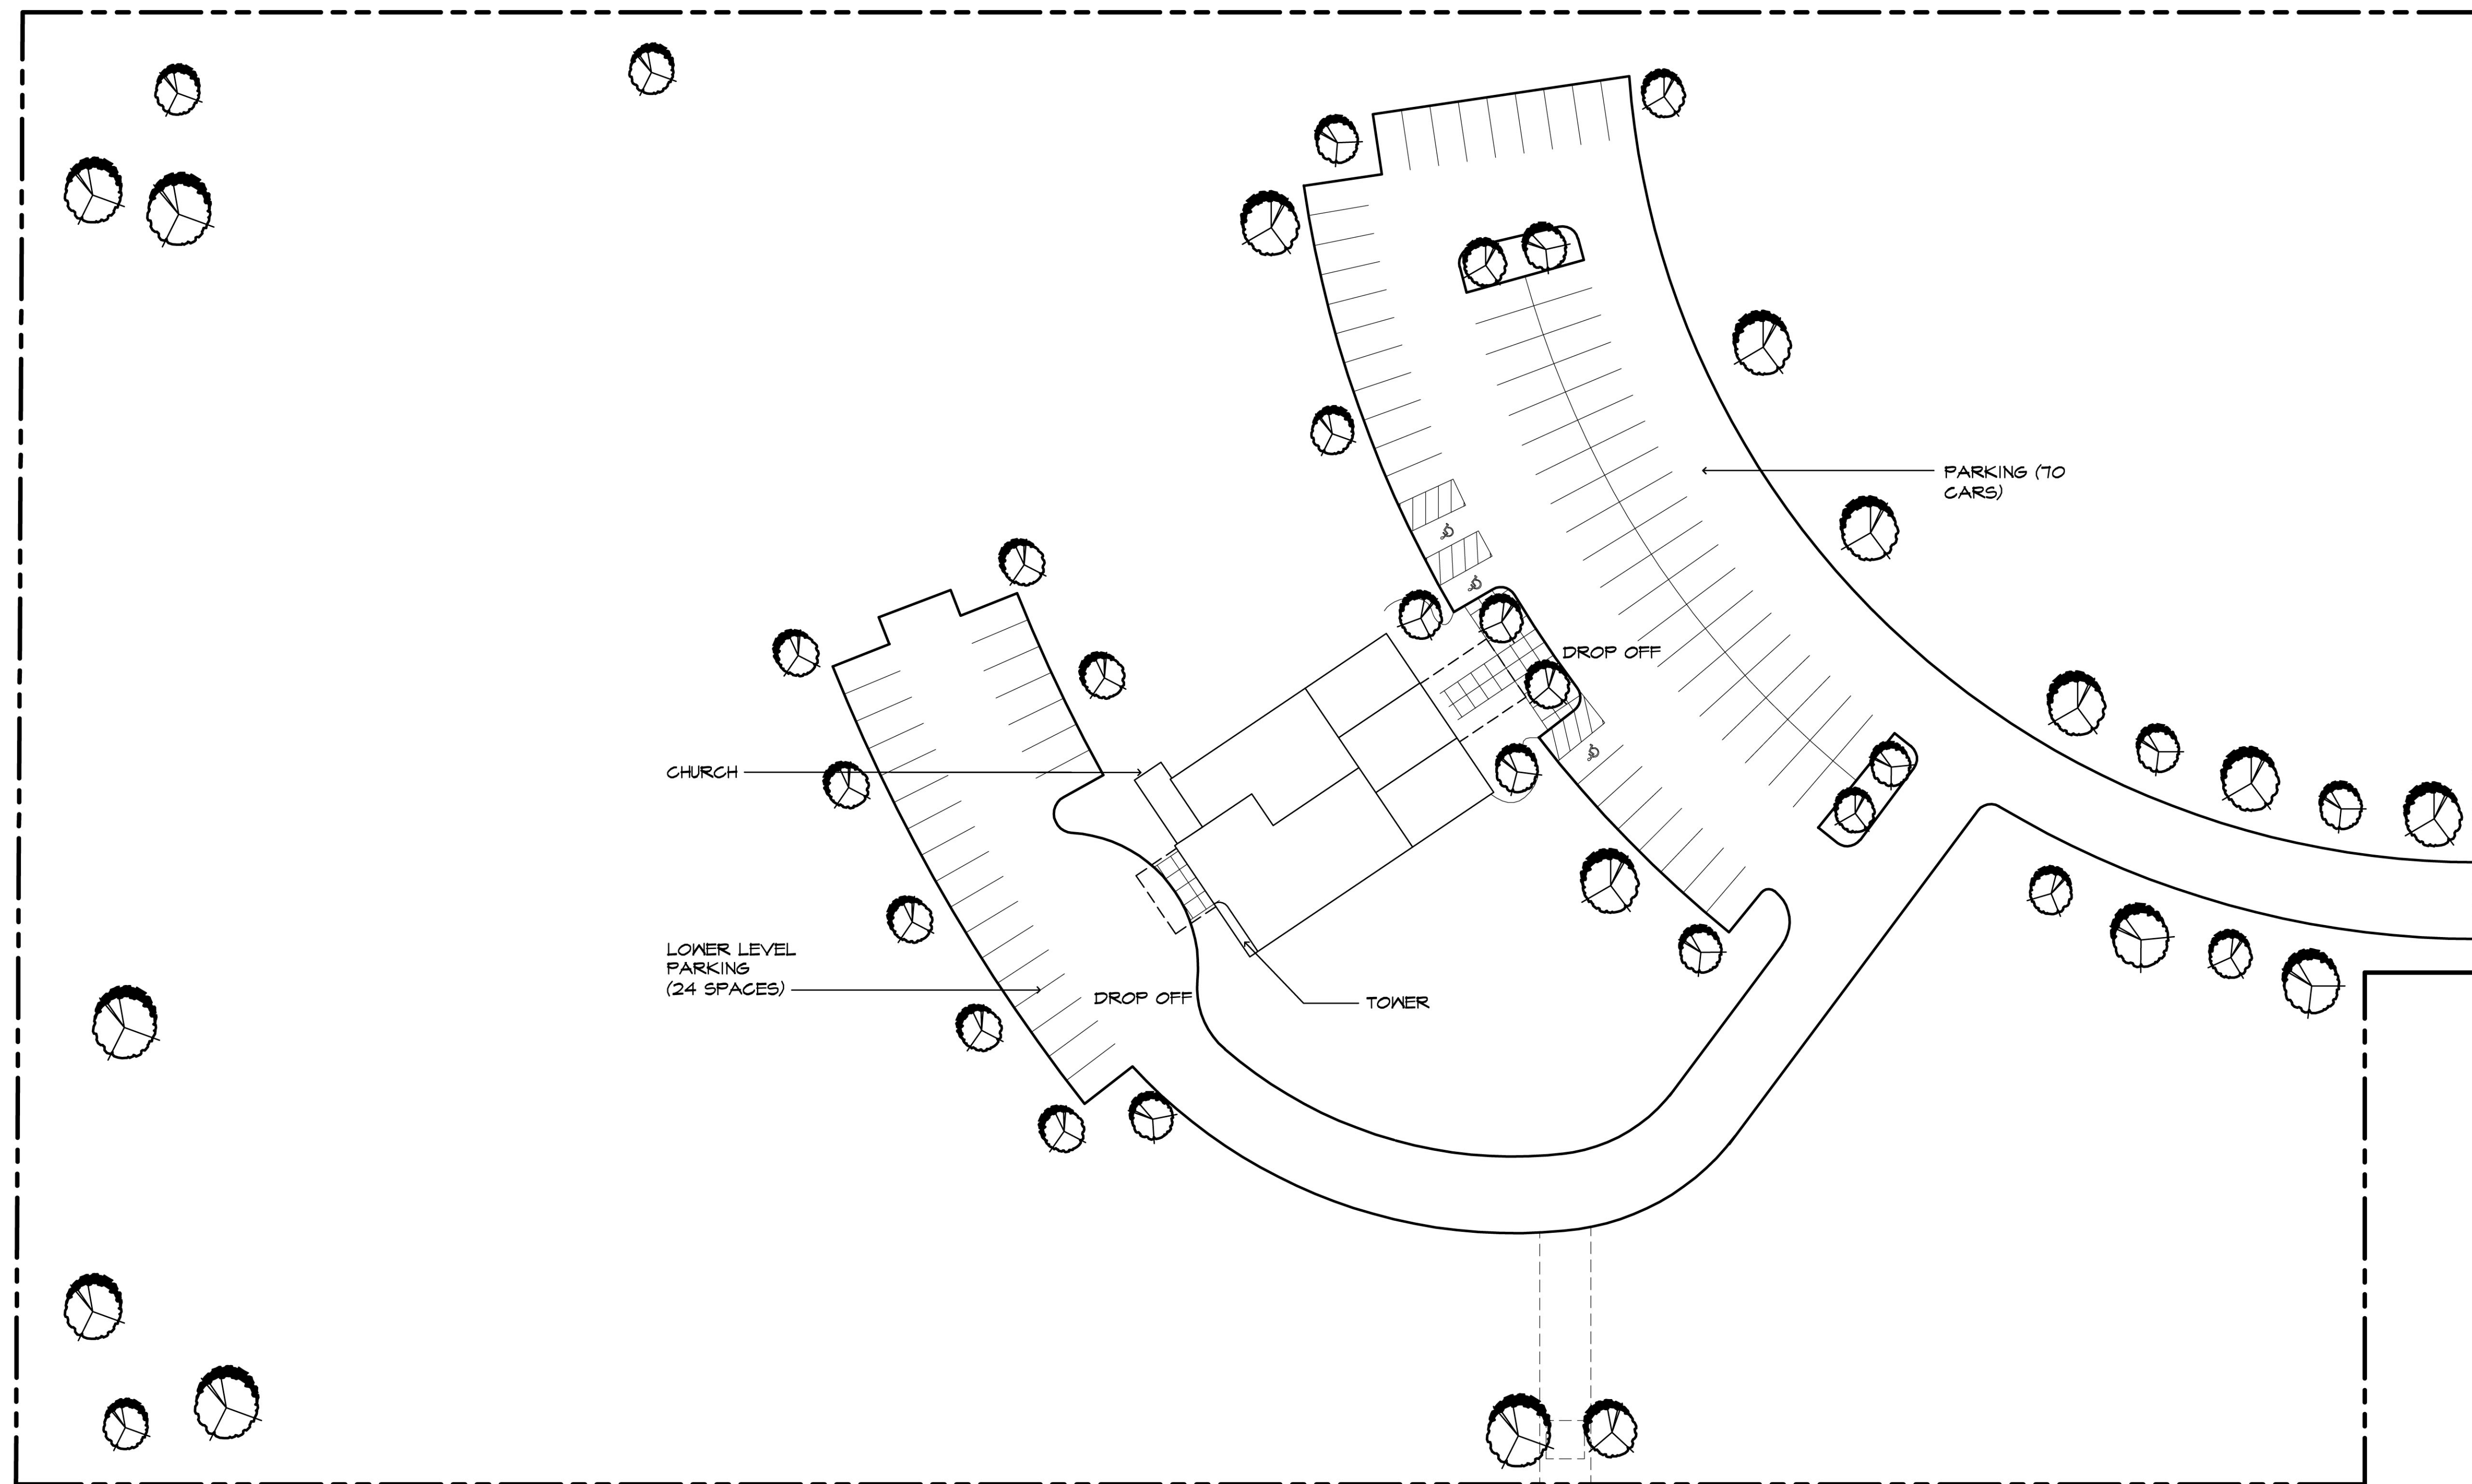 PARKING (70
CARS)
DROP OFF
CHURCH
LOWER LEVEL
PARKING
(24 SPACES)
DROP OFF
TOWER